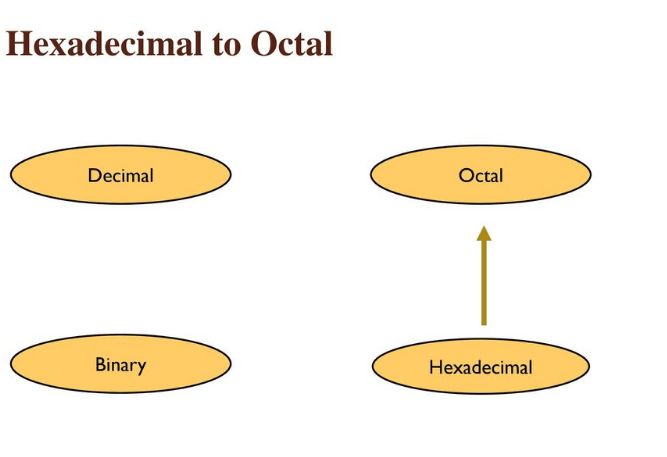 Hexadecimal to Octal
Decimal
Octal
Binary
Hexadecimal